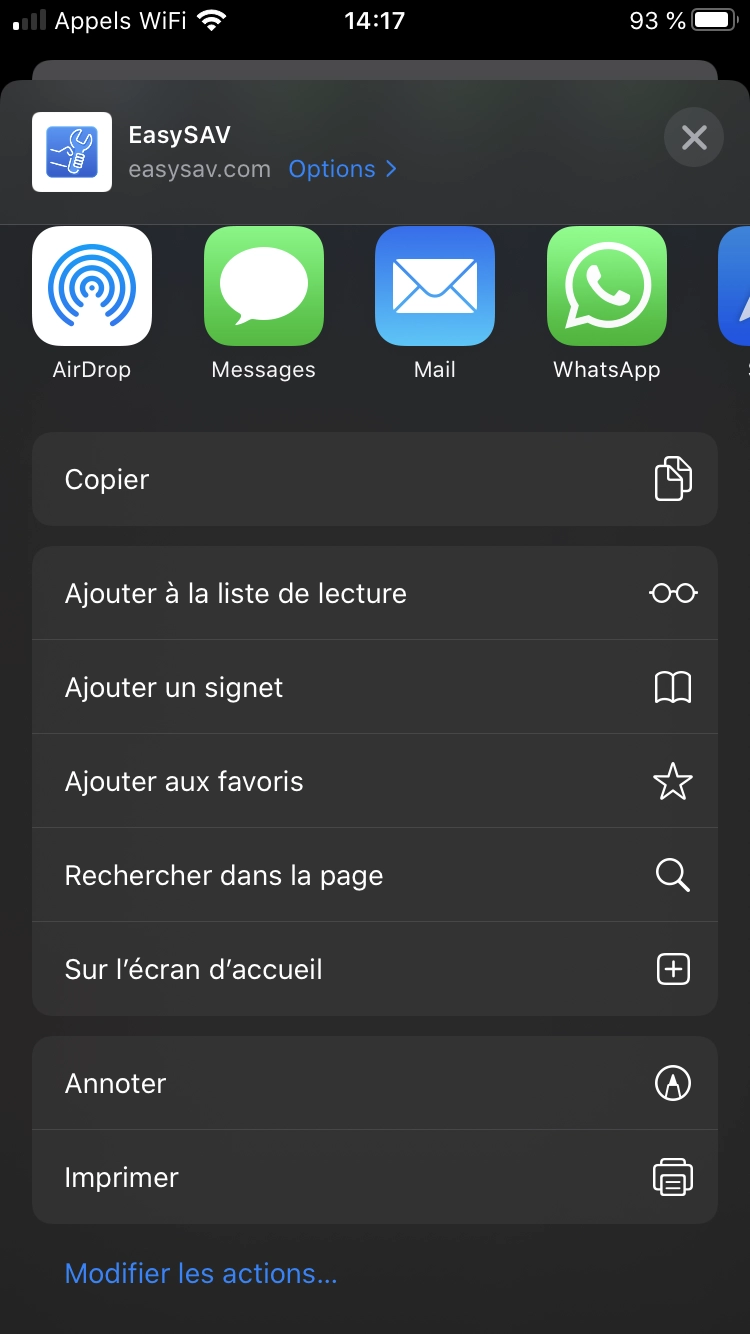 Appels WiFi 14:17 93 %
EasySAV
easysav.com Options
AirDrop Messages Mail WhatsApp
Copier
Ajouter à la liste de lecture
Ajouter un signet
Ajouter aux favoris
Rechercher dans la page
Sur l’écran d’accueil
Annoter
Imprimer
Modifier les actions...